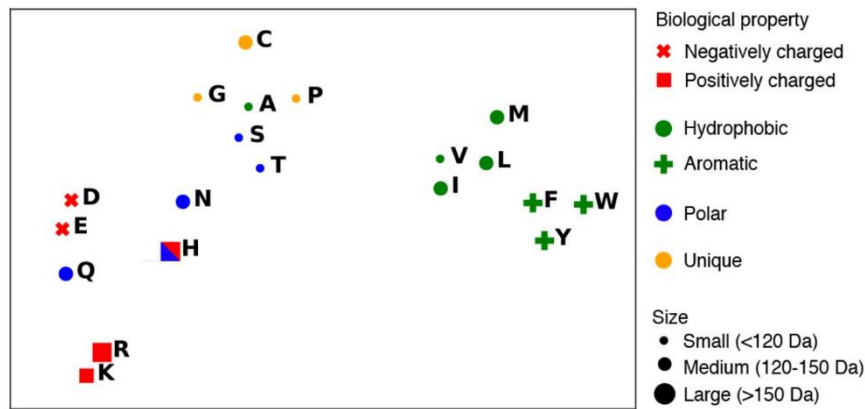 C
G
A
P
S
T
M
V
L
I
D
N
F
W
E
Y
H
Q
R
K
Biological property
Negatively charged
Positively charged
Hydrophobic
Aromatic
Polar
Unique
Size
Small (<120 Da)
Medium (120-150 Da)
Large (>150 Da)